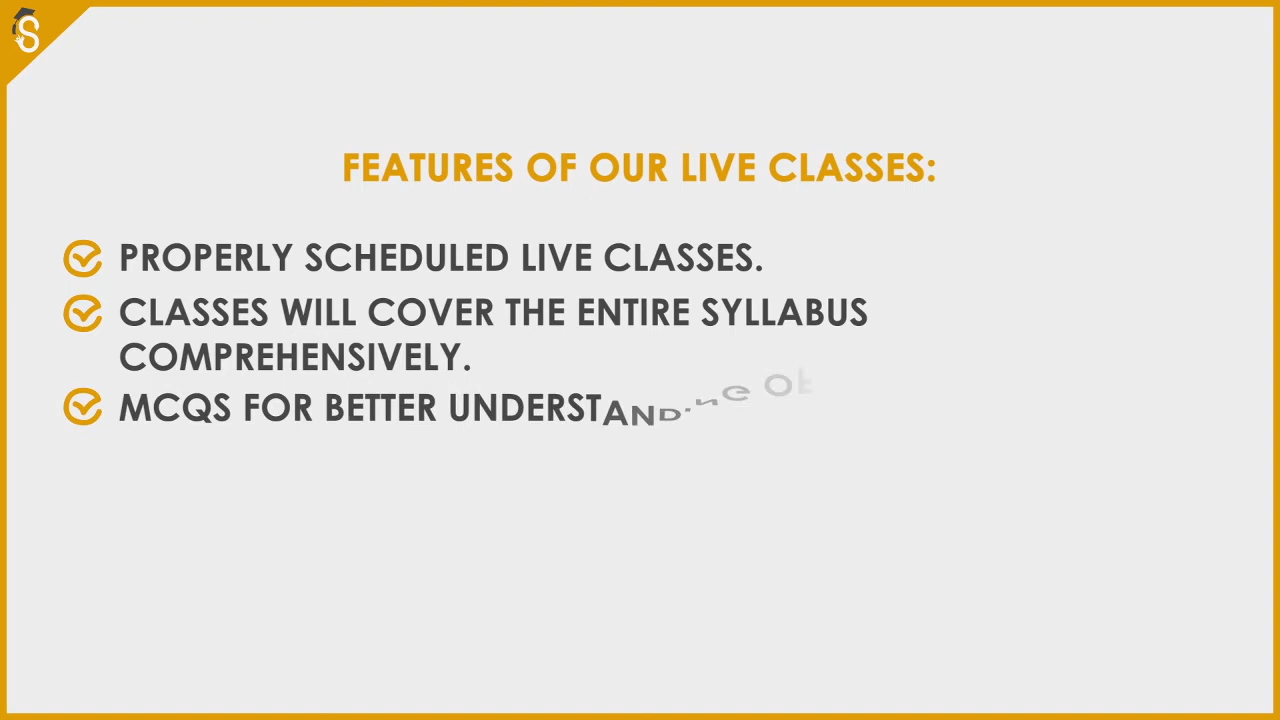 S
FEATURES OF OUR LIVE CLASSES:
PROPERLY SCHEDULED LIVE CLASSES.
CLASSES WILL COVER THE ENTIRE SYLLABUS
COMPREHENSIVELY.
MCQS FOR BETTER UNDERSTANDING